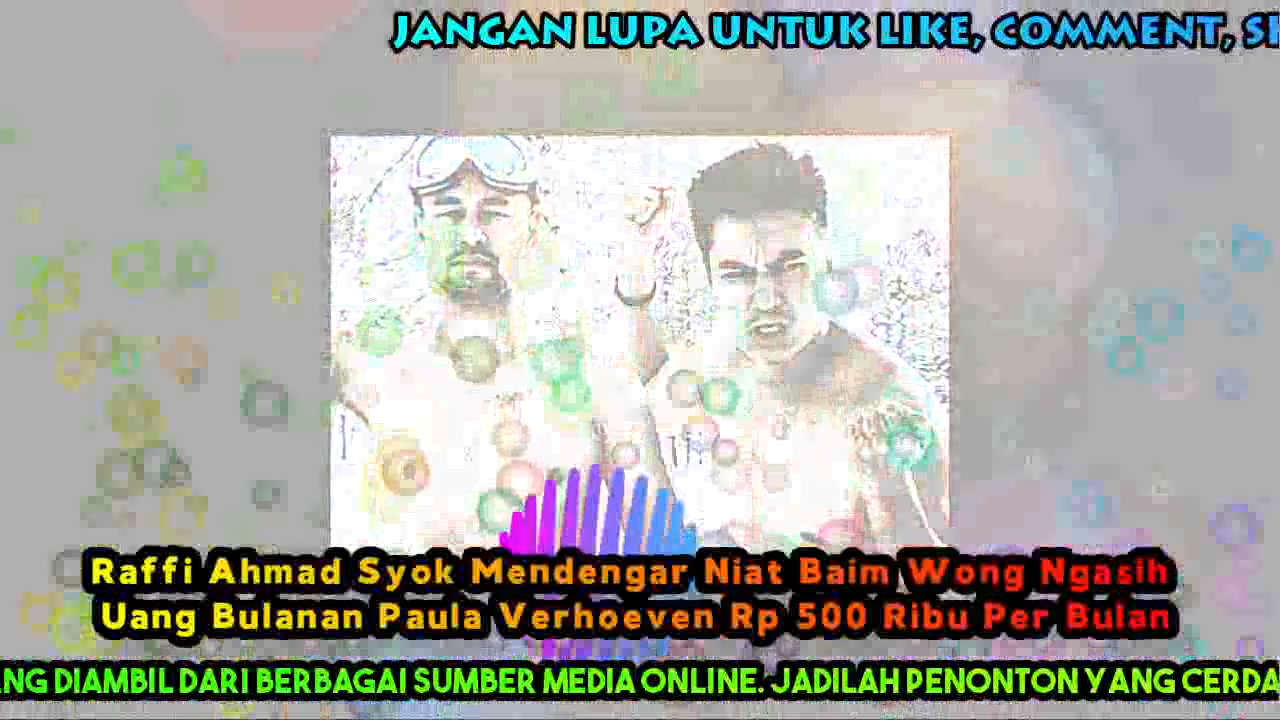 JANGAN LUPA UNTUK LIKE, COMMENT,
Raffi Ahmad Syok Mendengar Niat Baim Wong Ngasih
Uang Bulanan Paula Verhoeven Rp 500 Ribu Per Bulan
DIAMBIL DARI BERBAGAI SUMBER MEDIA ONLINE. JADILAH PENONTON YANG